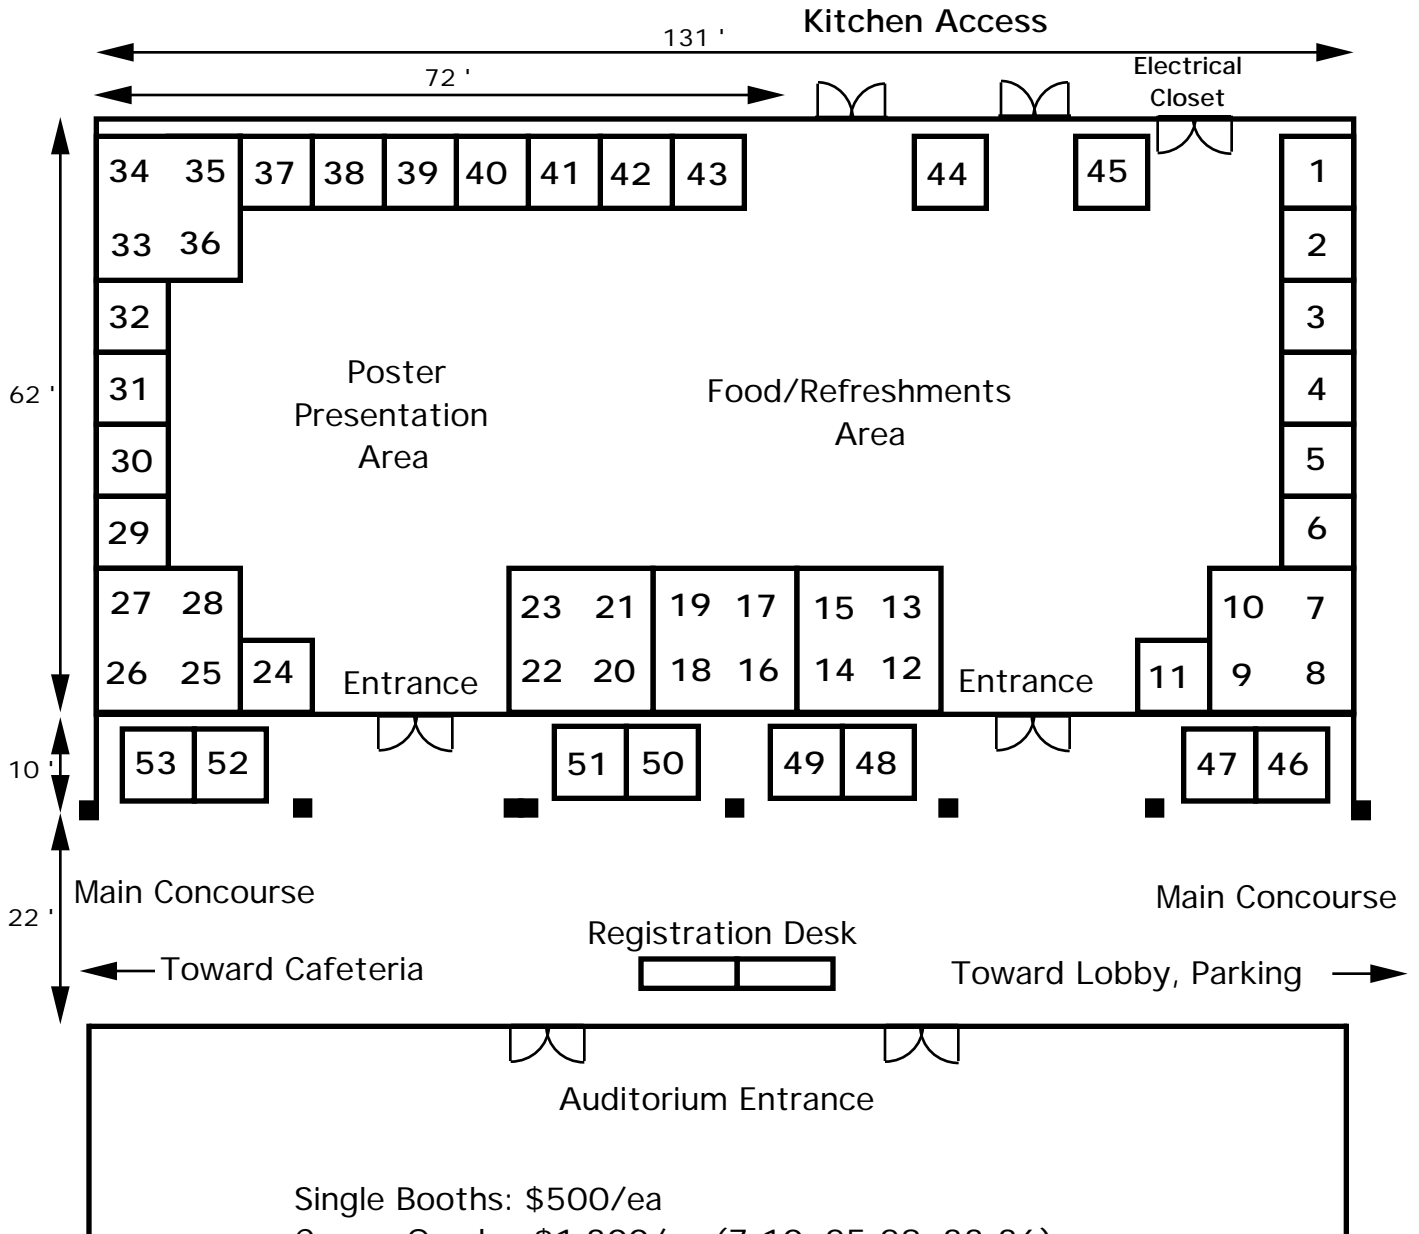 Kitchen Access
131 '
72 '
Electrical
Closet
34 35 37 38 39 40 41 42 43 44 45 1
33 36 2
32 3
62 '
31 4
30 5
29 6
Poster
Presentation
Area
Food/Refreshments
Area
27 28 23 21 19 17 15 13 10 7
26 25 24 Entrance 22 20 18 16 14 12 Entrance 11 9 8
10 '
53 52 51 50 49 48 47 46
22 '
Main Concourse
Main Concourse
Registration Desk
Toward Cafeteria
Toward Lobby, Parking
Auditorium Entrance
Single Booths: $500/ea